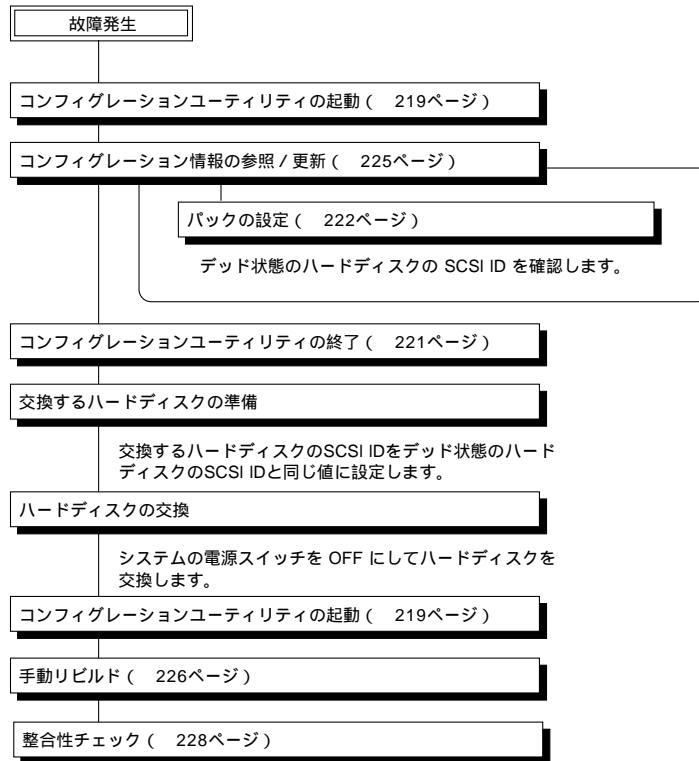 故障発生
コンフィグレーションユーティリティの起動（　219ページ）
コンフィグレーション情報の参照／更新（　225ページ）
パックの設定（　222ページ）
デッド状態のハードディスクの SCSI ID を確認します。
コンフィグレーションユーティリティの終了（　221ページ）
交換するハードディスクの準備
交換するハードディスクのSCSI IDをデッド状態のハード
ディスクのSCSI IDと同じ値に設定します。
ハードディスクの交換
システムの電源スイッチを OFF にしてハードディスクを
交換します。
コンフィグレーションユーティリティの起動（　219ページ）
手動リビルド（　226ページ）
整合性チェック（　228ページ）